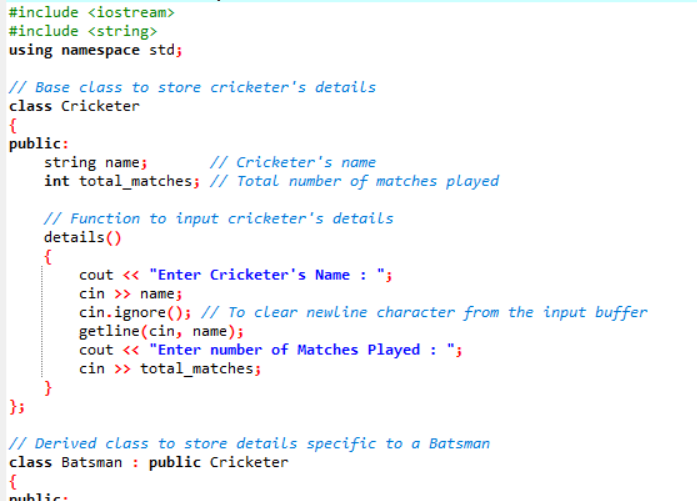 #include <iostream>
#include <string>
using namespace std;
// Base class to store cricketer's details
class Cricketer
{
public:
string name; // Cricketer's name
int total_matches; // Total number of matches played
// Function to input cricketer's details
details()
{
cout << "Enter Cricketer's Name : ";
cin >> name;
cin.ignore(); // To clear newline character from the input buffer
getline(cin, name);
cout << "Enter number of Matches Played : ";
cin >> total_matches;
}
};
// Derived class to store details specific to a Batsman
class Batsman : public Cricketer
{
public: